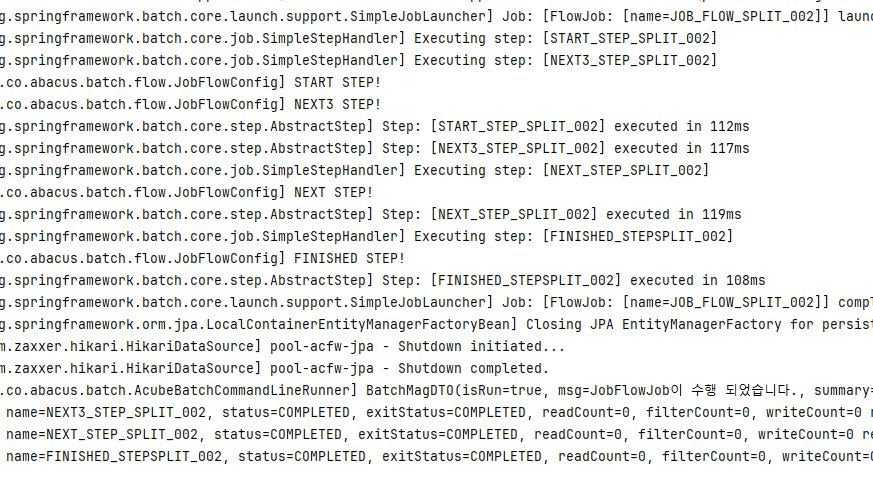 g.springframework.batch.core.launch.support.SimpleJobLauncher] Job: [FlowJob: [name=JOB_FLOW_SPLIT_002]] laun
g.springframework.batch.core.job.SimpleStepHandler] Executing step: [START_STEP_SPLIT_002]
g.springframework.batch.core.job.SimpleStepHandler] Executing step: [NEXT3_STEP_SPLIT_002]
.co.abacus.batch.flow.JobFlowConfig] START STEP!
.co.abacus.batch.flow.JobFlowConfig] NEXT3 STEP!
g.springframework.batch.core.step.AbstractStep] Step: [START_STEP_SPLIT_002] executed in 112ms
g.springframework.batch.core.step.AbstractStep] Step: [NEXT3_STEP_SPLIT_002] executed in 117ms
g.springframework.batch.core.job.SimpleStepHandler] Executing step: [NEXT_STEP_SPLIT_002]
.co.abacus.batch.flow.JobFlowConfig] NEXT STEP!
g.springframework.batch.core.step.AbstractStep] Step: [NEXT_STEP_SPLIT_002] executed in 119ms
g.springframework.batch.core.job.SimpleStepHandler] Executing step: [FINISHED_STEPSPLIT_002]
.co.abacus.batch.flow.JobFlowConfig] FINISHED STEP!
g.springframework.batch.core.step.AbstractStep] Step: [FINISHED_STEPSPLIT_002] executed in 108ms
g.springframework.batch.core.launch.support.SimpleJobLauncher] Job: [FlowJob: [name=JOB_FLOW_SPLIT_002]] compl
g.springframework.orm.jpa.LocalContainerEntityManagerFactoryBean] Closing JPA EntityManagerFactory for persist
m.zaxxer.hikari.HikariDataSource] pool-acfw-jpa - Shutdown initiated...
m.zaxxer.hikari.HikariDataSource] pool-acfw-jpa - Shutdown completed.
.co.abacus.batch.AcubeBatchCommandLineRunner] BatchMagDTO(isRun=true, msg=JobFlowJob이 수행 되었습니다., summary=
name=NEXT3_STEP_SPLIT_002, status=COMPLETED, exitStatus=COMPLETED, readCount=0, filterCount=0, writeCount=0 r
name=NEXT_STEP_SPLIT_002, status=COMPLETED, exitStatus=COMPLETED, readCount=0, filterCount=0, writeCount=0 re
name=FINISHED_STEPSPLIT_002, status=COMPLETED, exitStatus=COMPLETED, readCount=0, filterCount=0, writeCount=0